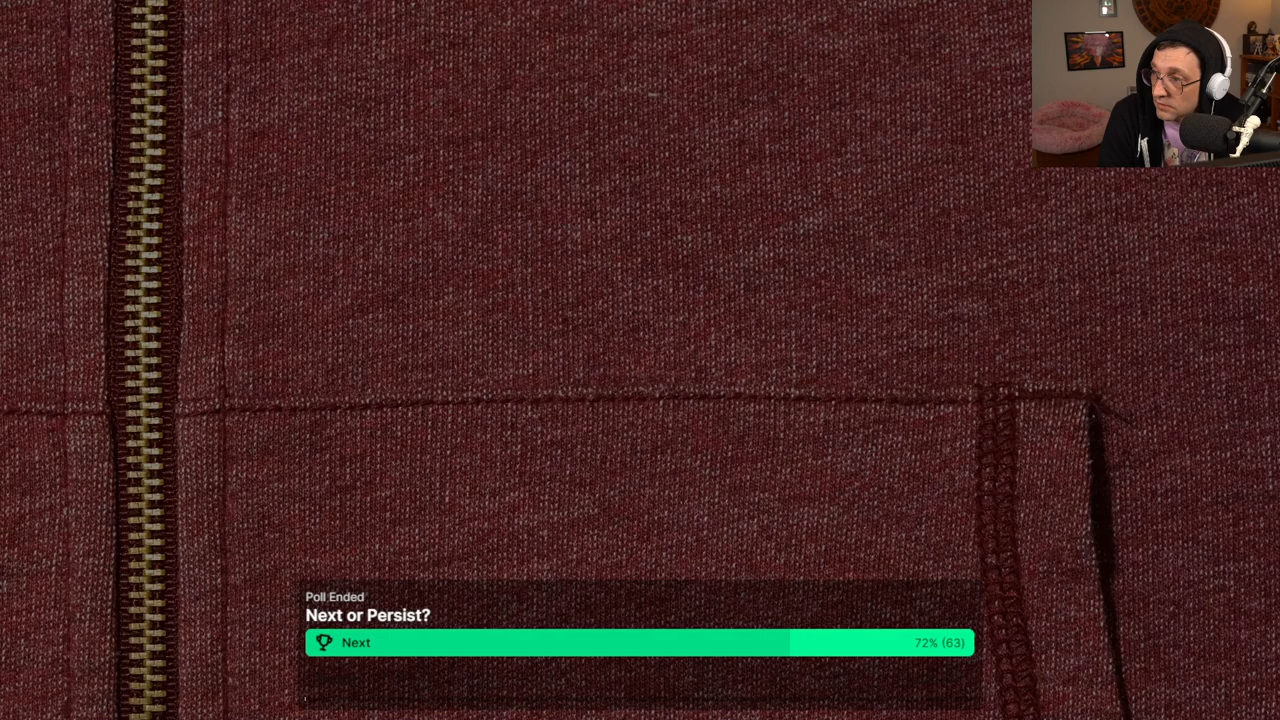 Poll Ended
Next or Persist?
Next 72% (63)